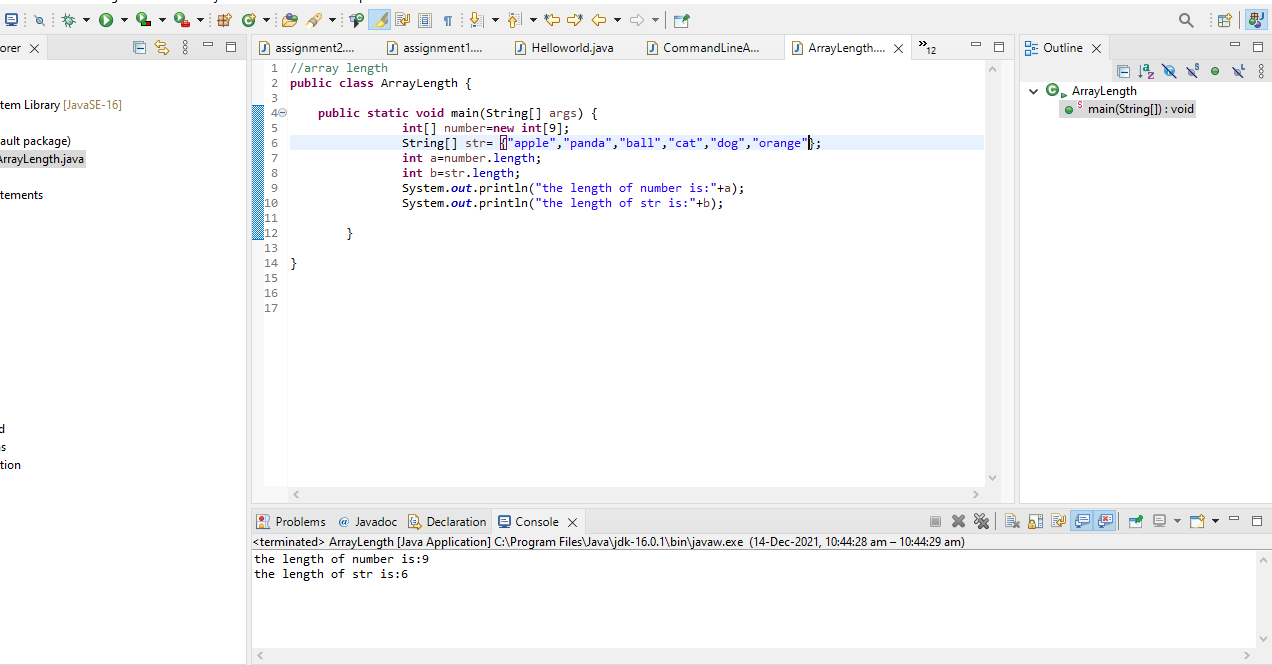 assignment2....
assignment1....
Helloworld.java
CommandLineA...
ArrayLength....
»12
Outline
orer
tem Library [JavaSE-16]
ault package)
ArrayLength.java
tements
d
s
tion
1 //array length
2 public class ArrayLength {
3
4 public static void main(String[] args) {
5 int[] number=new int[9];
6 String[] str= {"apple","panda","ball","cat","dog","orange"};
7 int a=number.length;
8 int b=str.length;
9 System.out.println("the length of number is:"+a);
10 System.out.println("the length of str is:"+b);
11
12 }
13
14 }
15
16
17
ArrayLength
main(String[]) : void
Problems
Javadoc
Declaration
Console
<terminated> ArrayLength [Java Application] C:\Program Files\Java\jdk-16.0.1\bin\javaw.exe (14-Dec-2021, 10:44:28 am – 10:44:29 am)
the length of number is:9
the length of str is:6